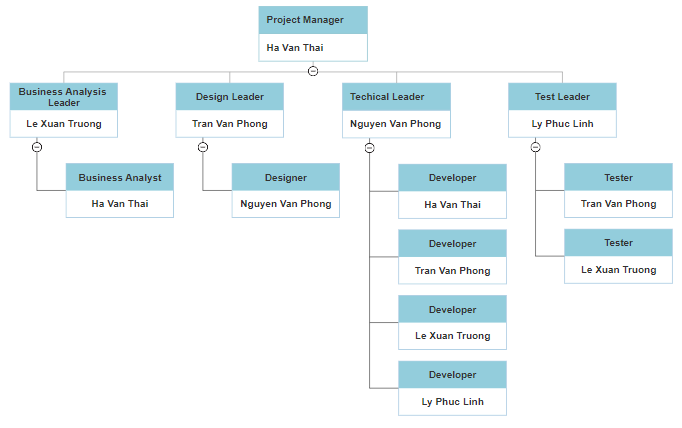 Project Manager
Ha Van Thai
Business Analysis
Leader
Le Xuan Truong
Design Leader
Tran Van Phong
Techical Leader
Nguyen Van Phong
Test Leader
Ly Phuc Linh
Business Analyst
Ha Van Thai
Designer
Nguyen Van Phong
Developer
Ha Van Thai
Developer
Tran Van Phong
Developer
Le Xuan Truong
Developer
Ly Phuc Linh
Tester
Tran Van Phong
Tester
Le Xuan Truong